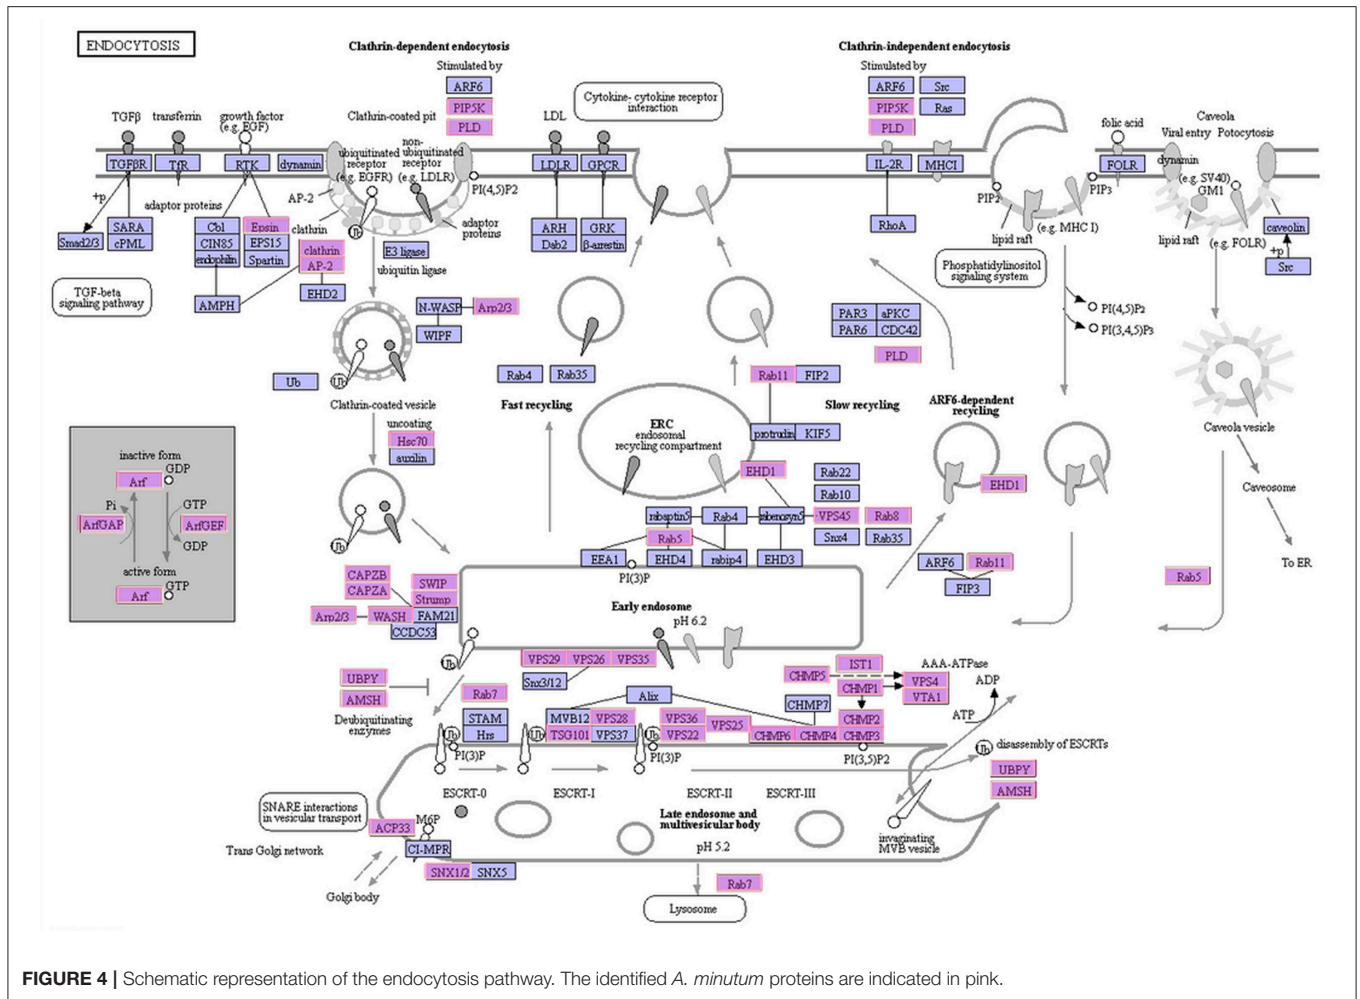 ENDOCYTOSIS
Clathrin-dependent endocytosis
Stimulated by
ARF6
PIP5K
PLD
Clathrin-independent endocytosis
Stimulated by
ARF6
Src
PIP5K
Ras
PLD
Cytokine- cytokine receptor
interaction
TGFβ
transferrin
growth factor
(e.g. EGF)
Clathrin-coated pit
LDL
folic acid
Caveola
Viral entry
Potocytosis
TGFβR
TfR
RTK
dynamin
ubiquitinated
receptor
(e.g. EGFR)
non-
ubiquitinated
receptor
(e.g. LDLR)
LDLR
GPCR
IL-2R
MHCI
FOLR
dynamin
(e.g. SV40)
GM1
PI(4,5)P2
PIP2
PIP3
+p
adaptor proteins
AP-2
clathrin
Ub
adaptor
proteins
Smad2/3
SARA
cPML
Cbl
CIN85
endophilin
Epsin
EPS15
Spartin
clathrin
AP-2
E3 ligase
ubiquitin ligase
ARH
Dab2
GRK
β-arrestin
RhoA
lipid raft
(e.g. MHC I)
lipid raft
(e.g. FOLR)
caveolin
+p
Src
TGF-beta
signaling pathway
AMPH
EHD2
Phosphatidylinositol
signaling system
N-WASP
Arp2/3
WIPF
PAR3
aPKC
PAR6
CDC42
PLD
PI(4,5)P2
PI(3,4,5)P3
Ub
Ub
Clathrin-coated vesicle
Rab4
Rab35
Fast recycling
Rab11
FIP2
Slow recycling
ARF6-dependent
recycling
Caveola vesicle
uncoating
Hsc70
auxilin
ERC
endosomal
recycling compartment
protrudin
KIF5
inactive form
GDP
Arf
Pi
GTP
ArfGAP
ArfGEF
GDP
active form
GTP
Arf
EHD1
Rab22
Rab10
EHD1
Caveosome
Ub
rabaptin5
Rab4
rabenosyn5
VPS45
Rab8
Rab5
Snx4
Rab35
EEA1
EHD4
rabip4
EHD3
PI(3)P
ARF6
Rab11
FIP3
Rab5
To ER
CAPZB
CAPZA
SWIP
Strump
Arp2/3
WASH
FAM21
CCDC53
Early endosome
pH 6.2
Ub
VPS29
VPS26
VPS35
Snx3/12
IST1
AAA-ATPase
CHMP5
CHMP1
VPS4
VTA1
ADP
ATP
UBPY
AMSH
Deubiquitinating
enzymes
Rab7
Alix
CHMP7
STAM
Hrs
Ub
PI(3)P
Ub
MVB12
VPS28
TSG101
VPS37
Ub
PI(3)P
VPS36
VPS25
VPS22
CHMP6
CHMP4
CHMP2
CHMP3
PI(3,5)P2
Ub
disassembly of ESCRTs
UBPY
AMSH
ESCRT-0
ESCRT-I
ESCRT-II
ESCRT-III
SNARE interactions
in vesicular transport
Late endosome and
multivesicular body
pH 5.2
invaginating
MVB vesicle
ACP33
M6P
Trans Golgi network
CI-MPR
SNX1/2
SNX5
Golgi body
Rab7
Lysosome
FIGURE 4 | Schematic representation of the endocytosis pathway. The identified A. minutum proteins are indicated in pink.